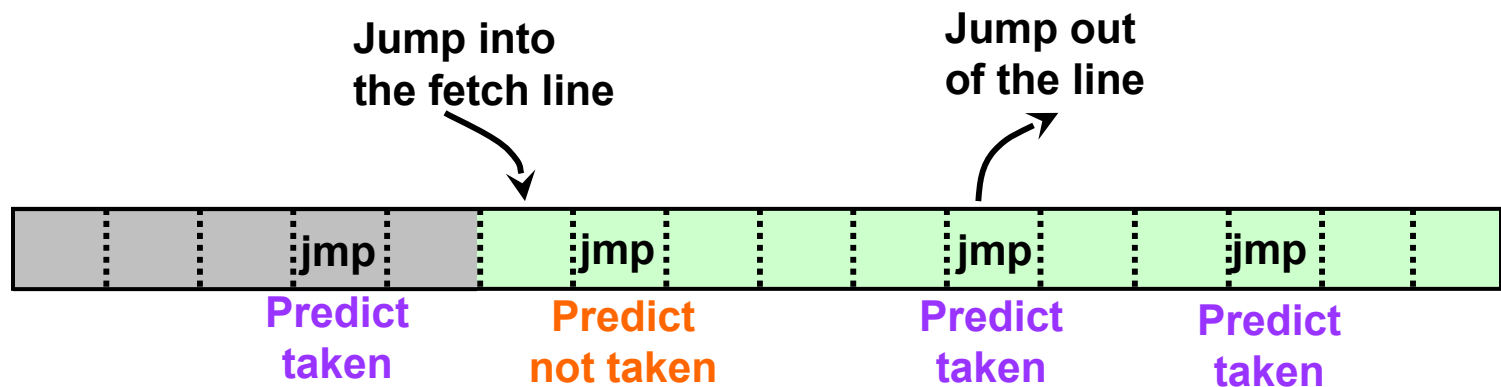 Jump into
the fetch line
Jump out
of the line
jmp
jmp
jmp
jmp
Predict
taken
Predict
not taken
Predict
taken
Predict
taken